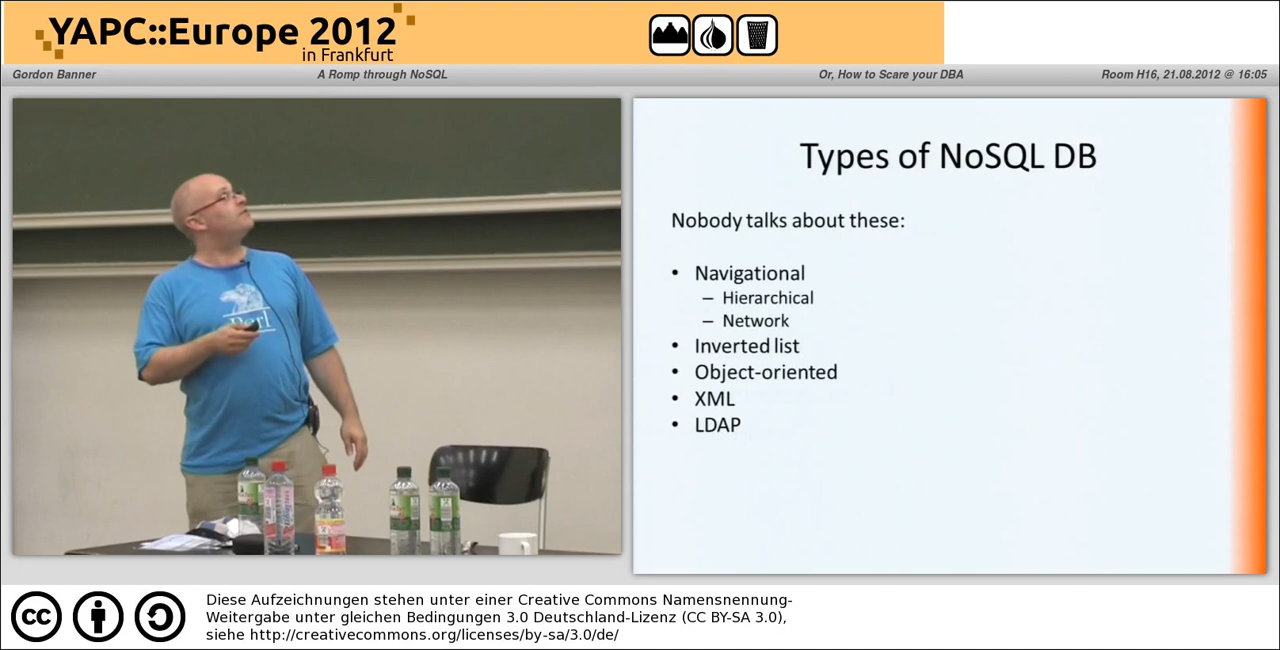 YAPC::Europe 2012
in Frankfurt
Gordon Banner
A Romp through NoSQL
Or, How to Scare your DBA
Room H16, 21.08.2012 @ 16:05
Perl
Types of NoSQL DB
Nobody talks about these:
• Navigational
– Hierarchical
– Network
• Inverted list
• Object-oriented
• XML
• LDAP
cc
Diese Aufzeichnungen stehen unter einer Creative Commons Namensnennung-
Weitergabe unter gleichen Bedingungen 3.0 Deutschland-Lizenz (CC BY-SA 3.0),
siehe http://creativecommons.org/licenses/by-sa/3.0/de/